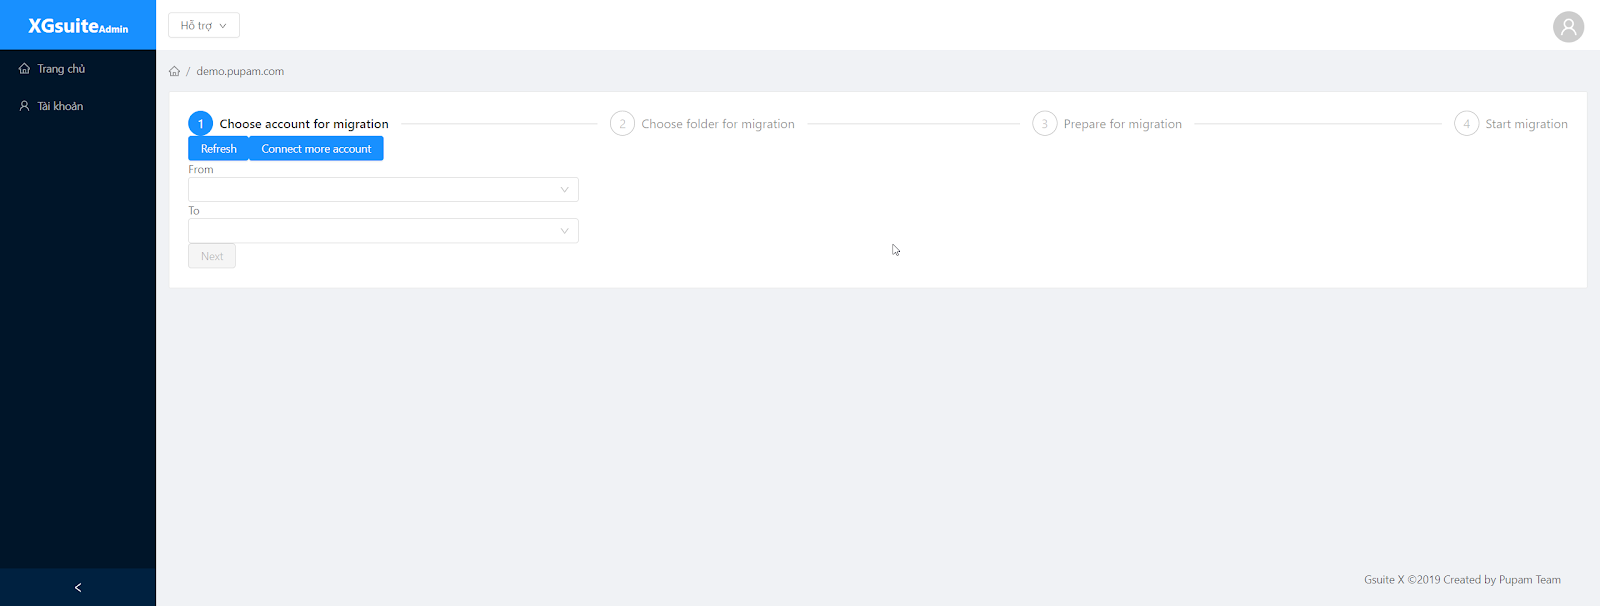 XGsuiteAdmin
Hỗ trợ
Trang chủ
Tài khoản
/ demo.pupam.com
1 Choose account for migration
2 Choose folder for migration
3 Prepare for migration
4 Start migration
Refresh
Connect more account
From
To
Next
Gsuite X ©2019 Created by Pupam Team